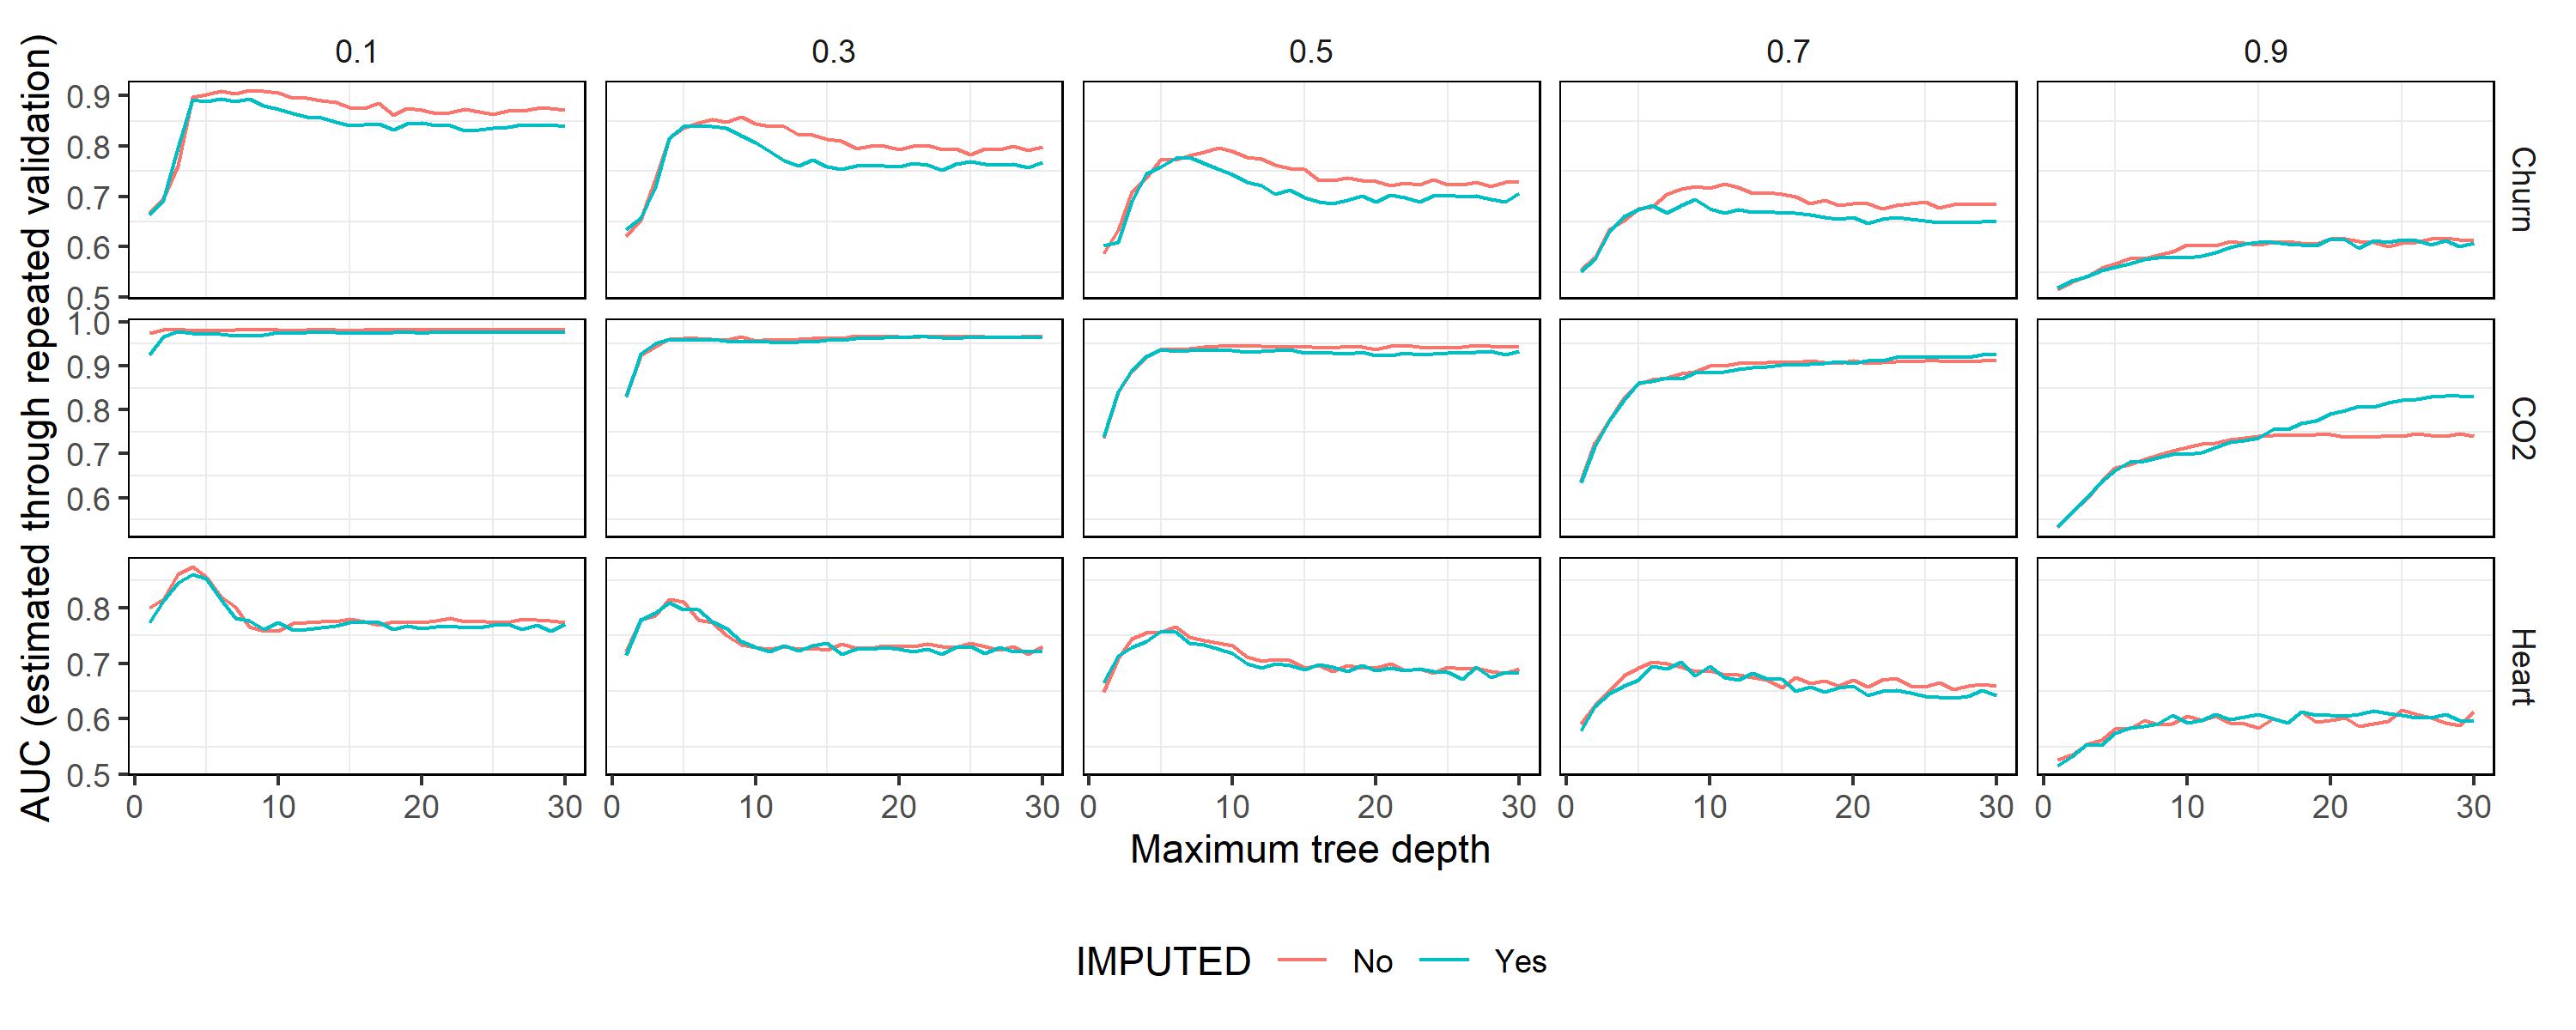 0.1 0.3 0.5 0.7 0.9
AUC (estimated through repeated validation)
0.9
0.8
0.7
0.6
0.5
Churn
1.0
0.9
0.8
0.7
0.6
CO2
0.8
0.7
0.6
0.5
Heart
0 10 20 30 0 10 20 30 0 10 20 30 0 10 20 30 0 10 20 30
Maximum tree depth
IMPUTED No Yes